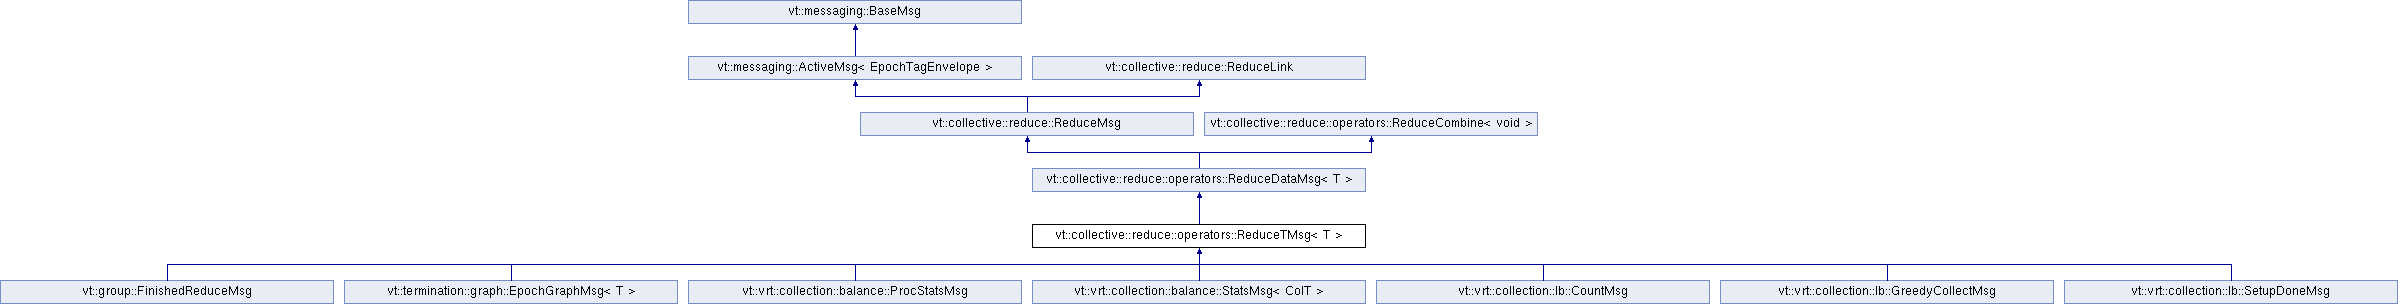 vt::messaging::BaseMsg
vt::messaging::ActiveMsg< EpochTagEnvelope >
vt::collective::reduce::ReduceLink
vt::collective::reduce::ReduceMsg
vt::collective::reduce::operators::ReduceCombine< void >
vt::collective::reduce::operators::ReduceDataMsg< T >
vt::collective::reduce::operators::ReduceTMsg< T >
vt::group::FinishedReduceMsg
vt::termination::graph::EpochGraphMsg< T >
vt::vrt::collection::balance::ProcStatsMsg
vt::vrt::collection::balance::StatsMsg< ColT >
vt::vrt::collection::lb::CountMsg
vt::vrt::collection::lb::GreedyCollectMsg
vt::vrt::collection::lb::SetupDoneMsg